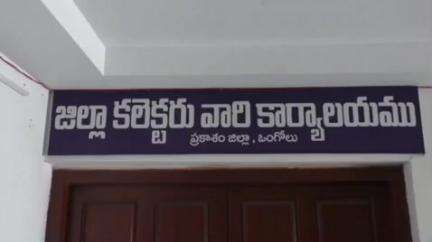 జిల్లా కలెక్టరు వారి కార్యాలయము
ప్రకాశం జిల్లా , ఒంగోలు